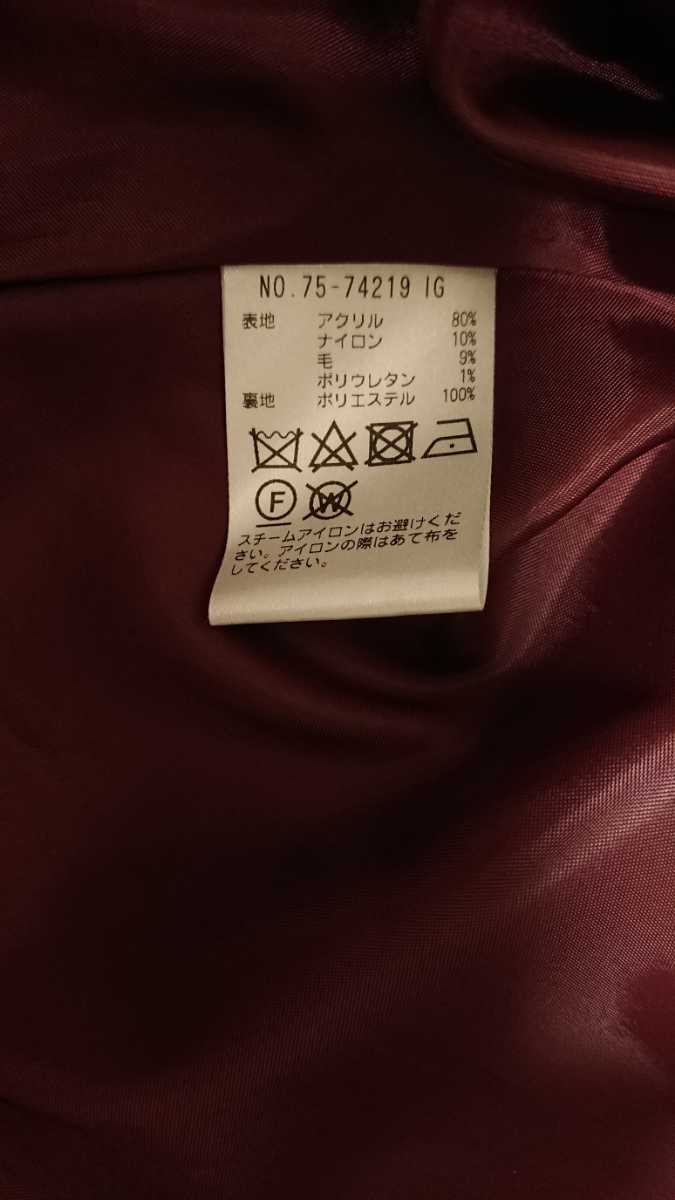 NO.75-74219 IG
表地 アクリル 80%
ナイロン 10%
毛 9%
ポリウレタン 1%
裏地 ポリエステル 100%
F W
スチームアイロンはお避けくだ
さい。アイロンの際はあて布を
してください。